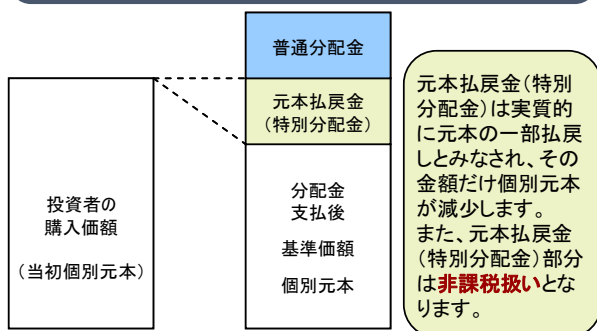 普通分配金
元本払戻金
(特別分配金)
投資者の
購入価額
(当初個別元本)
分配金
支払後
基準価額
個別元本
元本払戻金(特別
分配金)は実質的
に元本の一部払戻
しとみなされ、その
金額だけ個別元本
が減少します。
また、元本払戻金
(特別分配金)部分
は非課税扱いとな
ります。